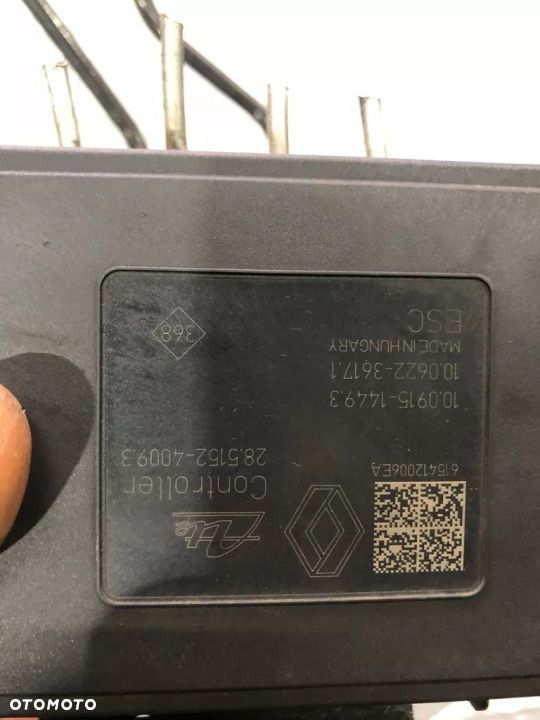 Ate
Controller
28.5152-4009.3
615412006EA
10.0915-1449.3
10.0622-3617.1
MADE IN HUNGARY
ESC
368
OTOMOTO